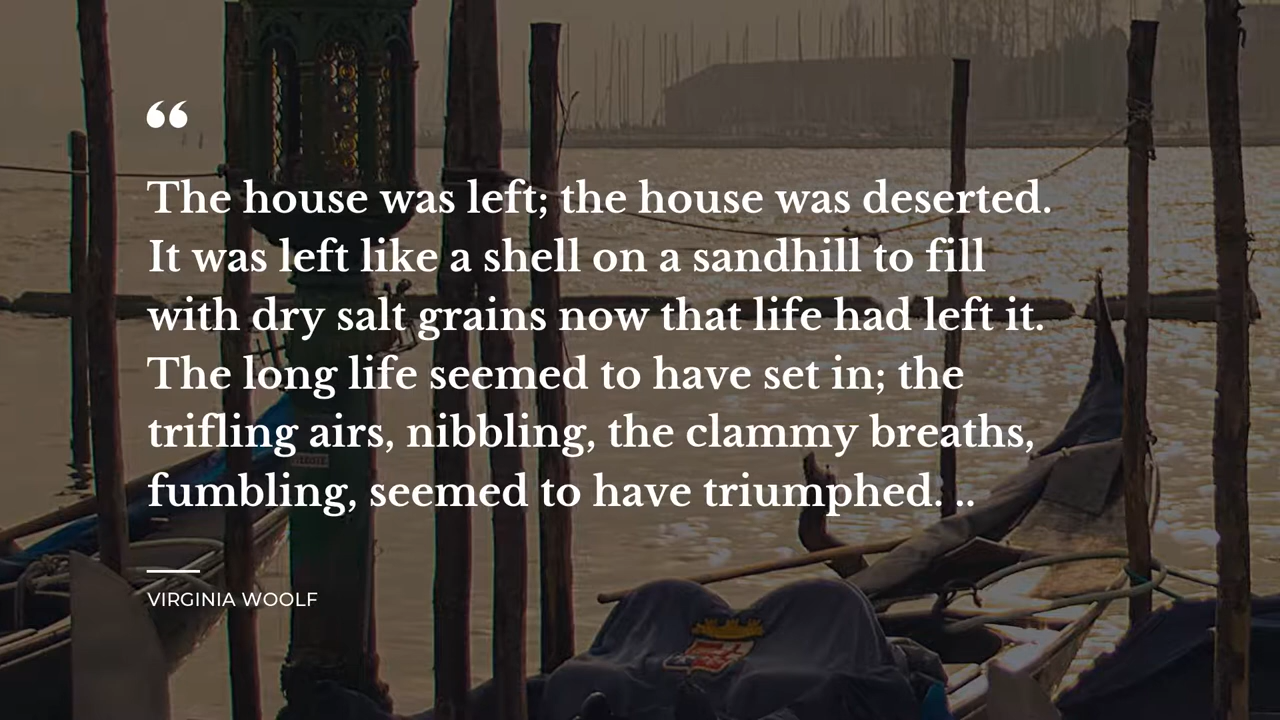 “
The house was left; the house was deserted.
It was left like a shell on a sandhill to fill
with dry salt grains now that life had left it.
The long life seemed to have set in; the
trifling airs, nibbling, the clammy breaths,
fumbling, seemed to have triumphed. ..
VIRGINIA WOOLF